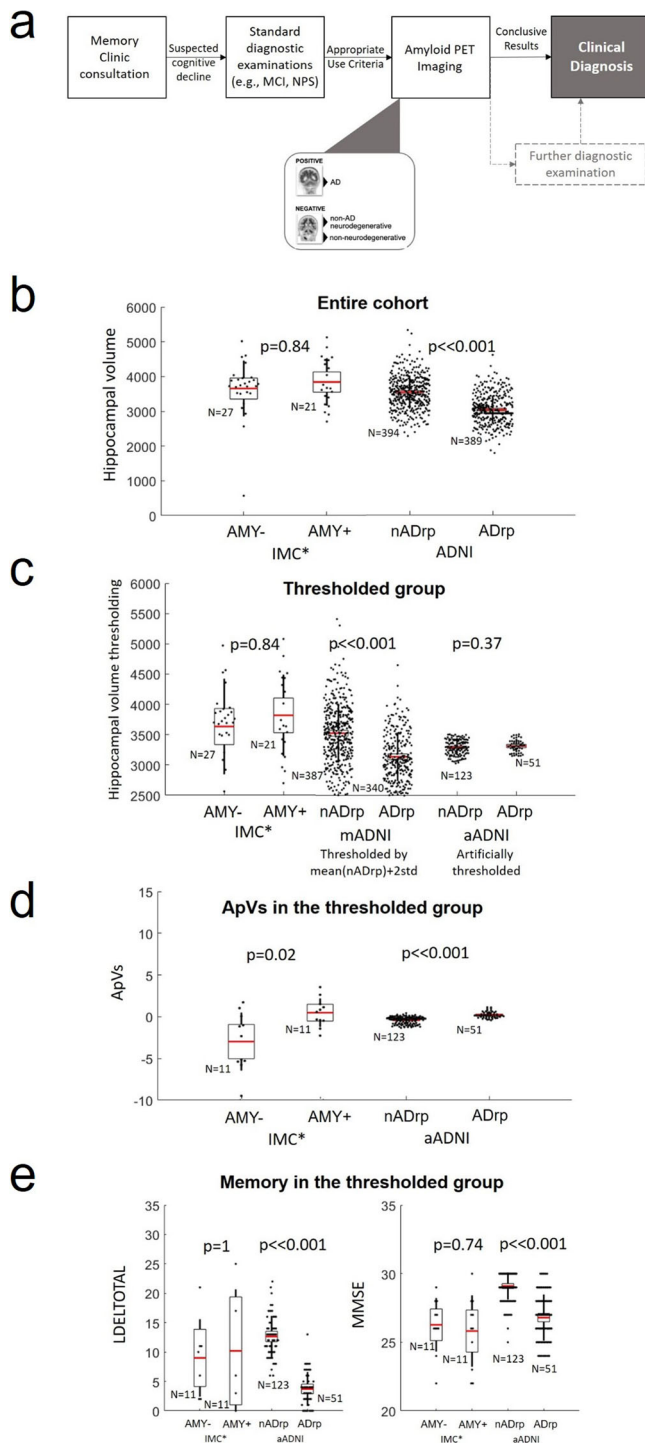 a
Memory
Clinic
consultation
Suspected
cognitive
decline
Standard
diagnostic
examinations
(e.g., MCI, NPS)
Appropriate
Use Criteria
Amyloid PET
Imaging
Conclusive
Results
Clinical
Diagnosis
Further diagnostic
examination
POSITIVE
AD
NEGATIVE
non-AD
neurodegenerative
non-neurodegenerative
b
Entire cohort
Hippocampal volume
6000
5000
4000
3000
2000
1000
0
p=0.84
p<<0.001
N=27
N=21
N=394
N=389
AMY-
AMY+
nADrp
ADrp
IMC*
ADNI
c
Thresholded group
Hippocampal volume thresholding
6000
5500
5000
4500
4000
3500
3000
2500
p=0.84
p<<0.001
p=0.37
N=27
N=21
N=387
N=340
N=123
N=51
AMY-
AMY+
nADrp
ADrp
nADrp
ADrp
IMC*
mADNI
aADNI
Thresholded by
mean(nADrp)+2std
Artificially
thresholded
d
ApVs in the thresholded group
ApVs
15
10
5
0
-5
-10
p=0.02
p<<0.001
N=11
N=11
N=123
N=51
AMY-
AMY+
nADrp
ADrp
IMC*
aADNI
e
Memory in the thresholded group
LDELTOTAL
35
30
25
20
15
10
5
0
p=1
p<<0.001
N=11
N=11
N=123
N=51
AMY-
AMY+
nADrp
ADrp
IMC*
aADNI
MMSE
35
30
25
20
p=0.74
p<<0.001
N=11
N=11
N=123
N=51
AMY-
AMY+
nADrp
ADrp
IMC*
aADNI